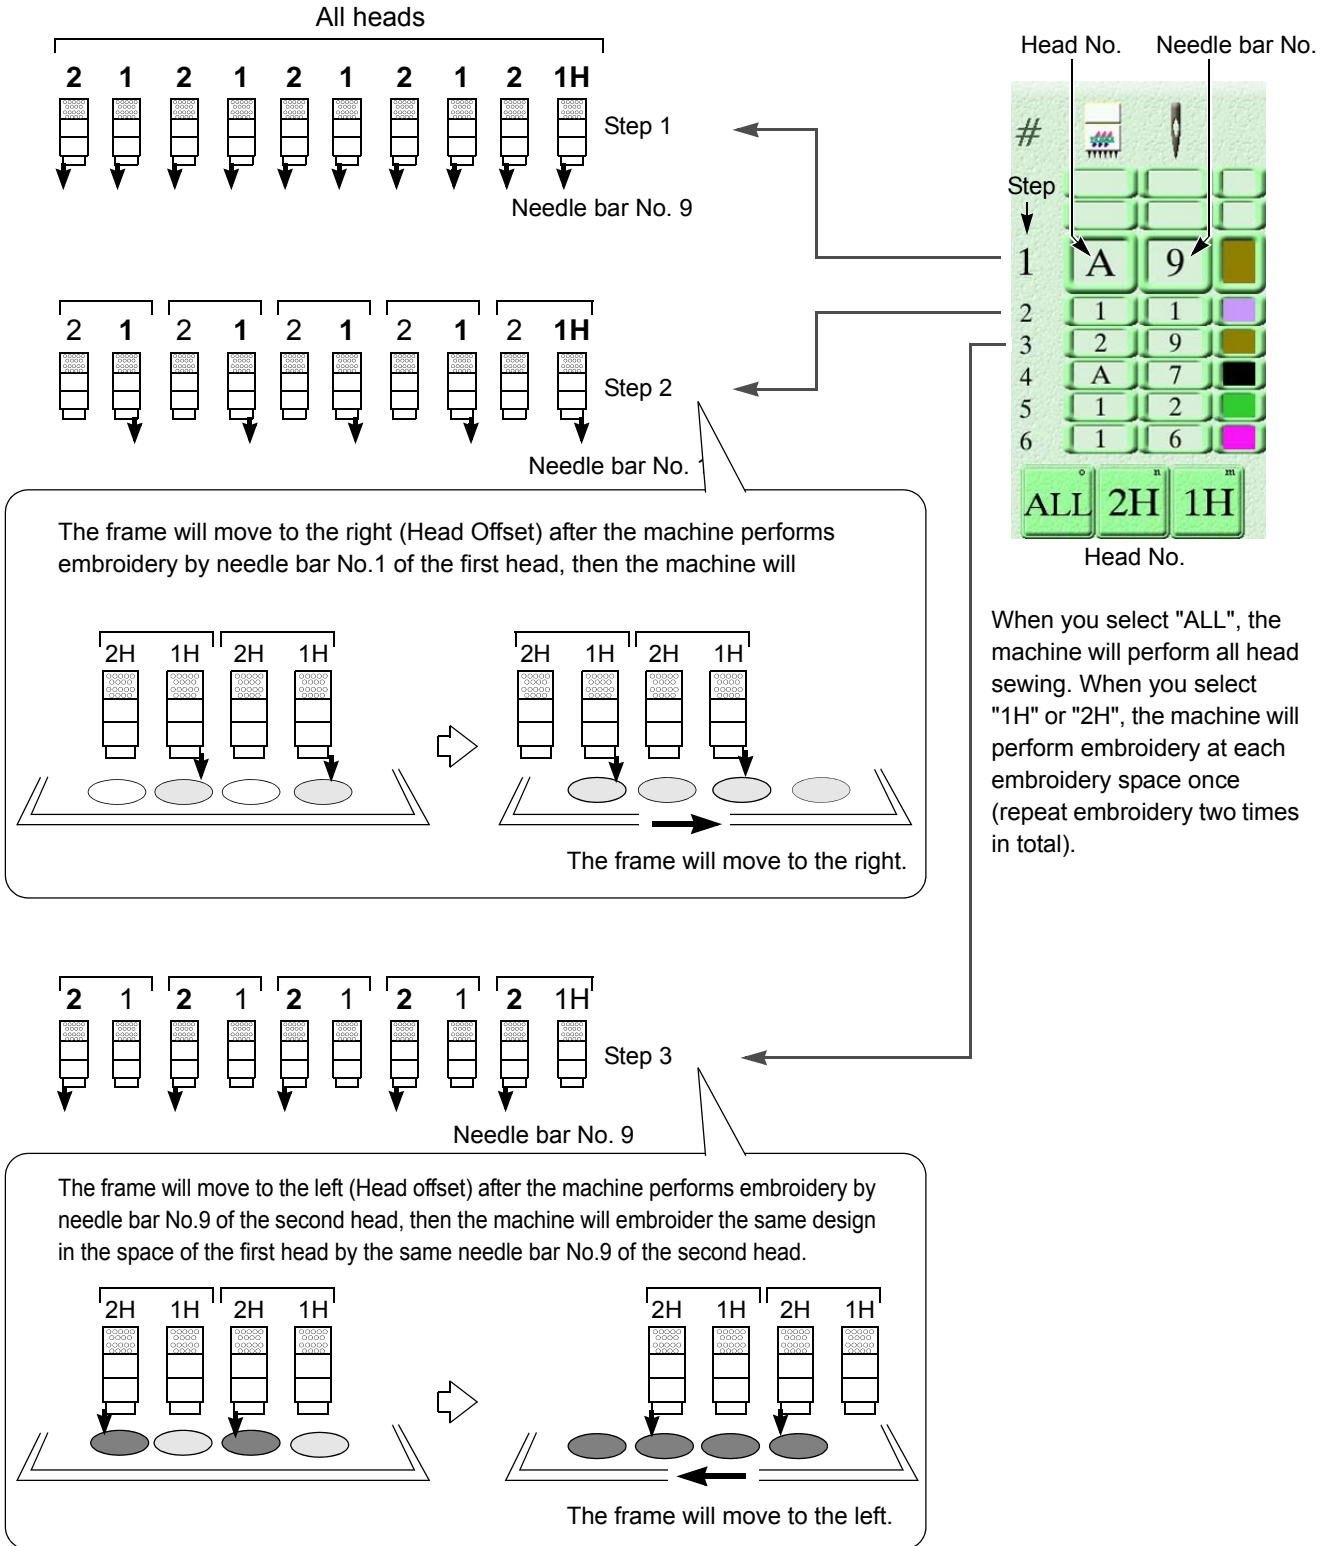 All heads
2 1 2 1 2 1 2 1 2 1H
Step 1
Needle bar No. 9
2 1 2 1 2 1 2 1 2 1H
Step 2
Needle bar No.
The frame will move to the right (Head Offset) after the machine performs
embroidery by needle bar No.1 of the first head, then the machine will
2H 1H 2H 1H
2H 1H 2H 1H
The frame will move to the right.
2 1 2 1 2 1 2 1 2 1H
Step 3
Needle bar No. 9
The frame will move to the left (Head offset) after the machine performs embroidery by
needle bar No.9 of the second head, then the machine will embroider the same design
in the space of the first head by the same needle bar No.9 of the second head.
2H 1H 2H 1H
2H 1H 2H 1H
The frame will move to the left.
Head No. Needle bar No.
#
Step
1 A 9
2 1 1
3 2 9
4 A 7
5 1 2
6 1 6
o n m
ALL 2H 1H
Head No.
When you select "ALL", the
machine will perform all head
sewing. When you select
"1H" or "2H", the machine will
perform embroidery at each
embroidery space once
(repeat embroidery two times
in total).